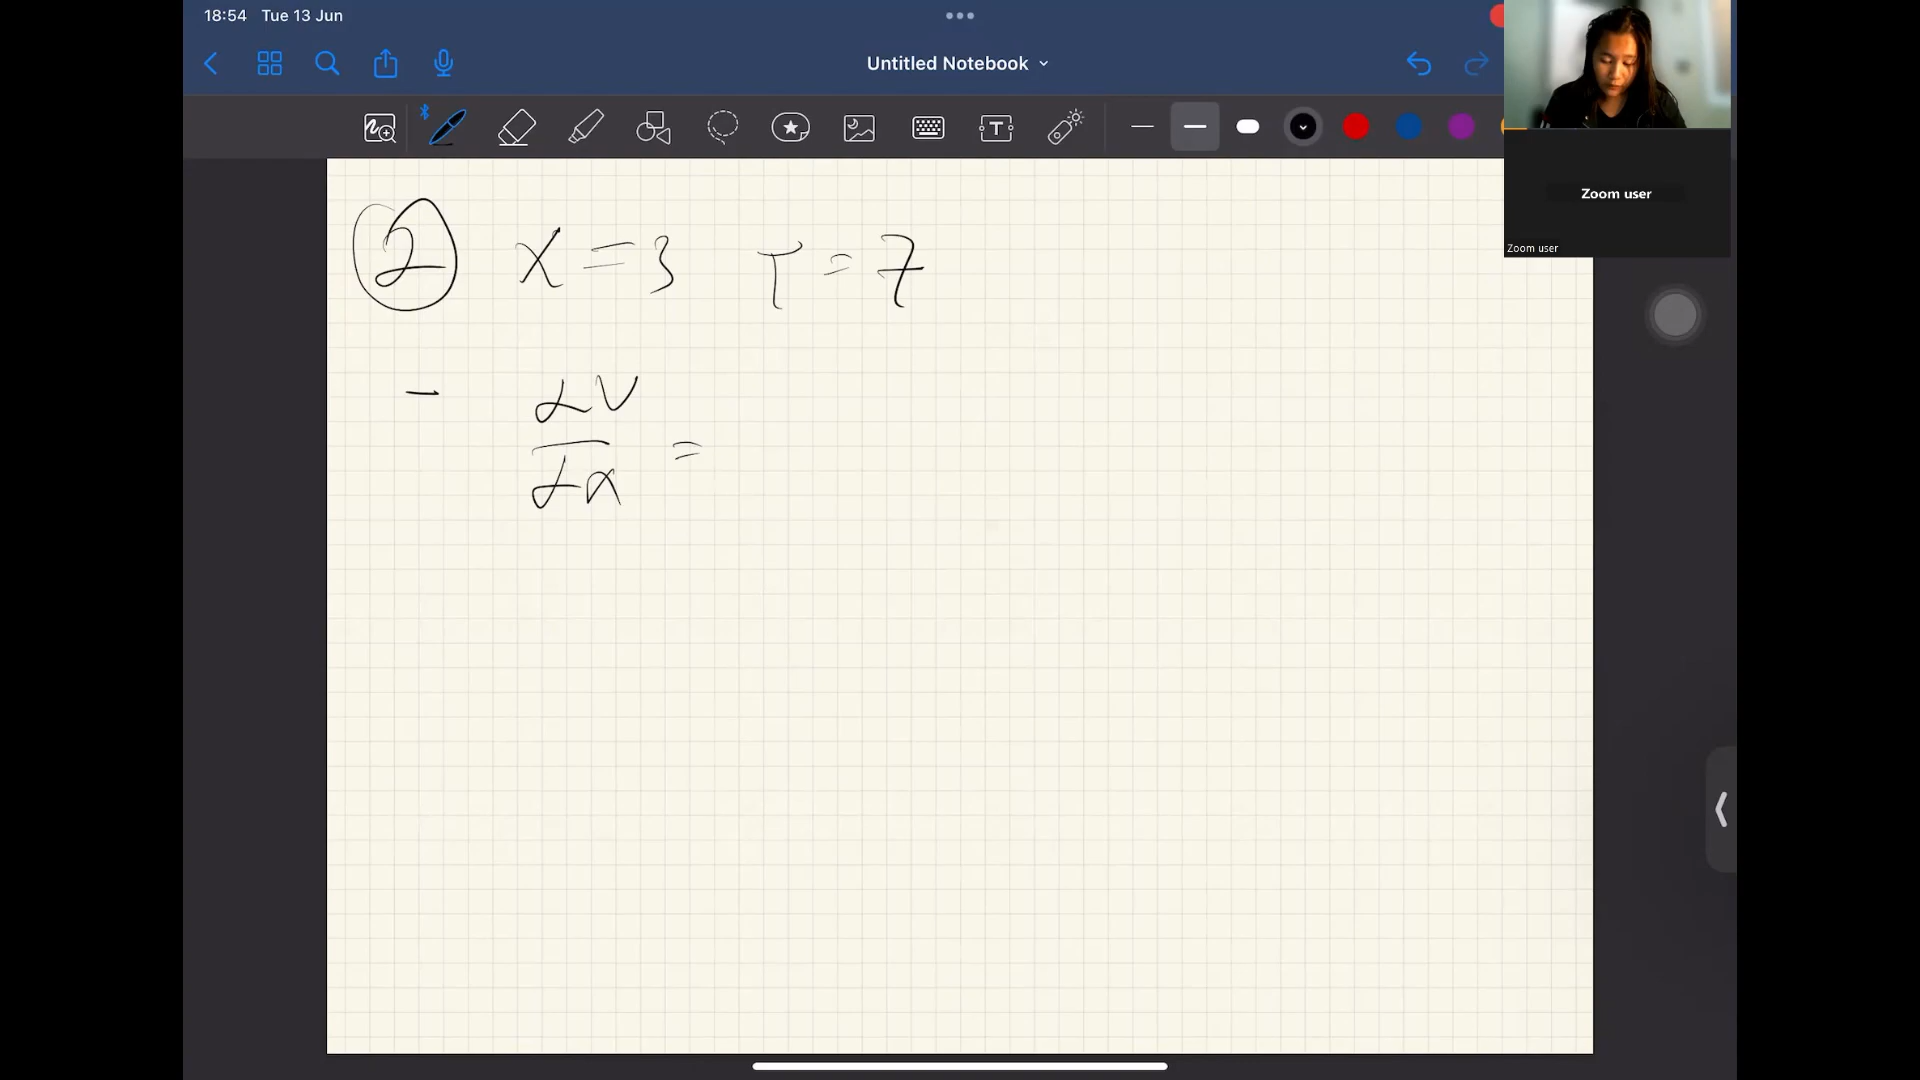 18:54 Tue 13 Jun
Untitled Notebook
T
Zoom user
Zoom user
② x = 3 T = 7
-
dV
—— =
dx